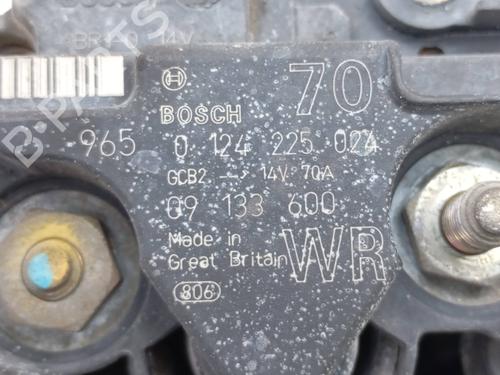 70
BOSCH
965 0 124 225 024
GCB2 --> 14V 70A
09 133 600
Made in
Great Britain
WR
806
B-PARTS